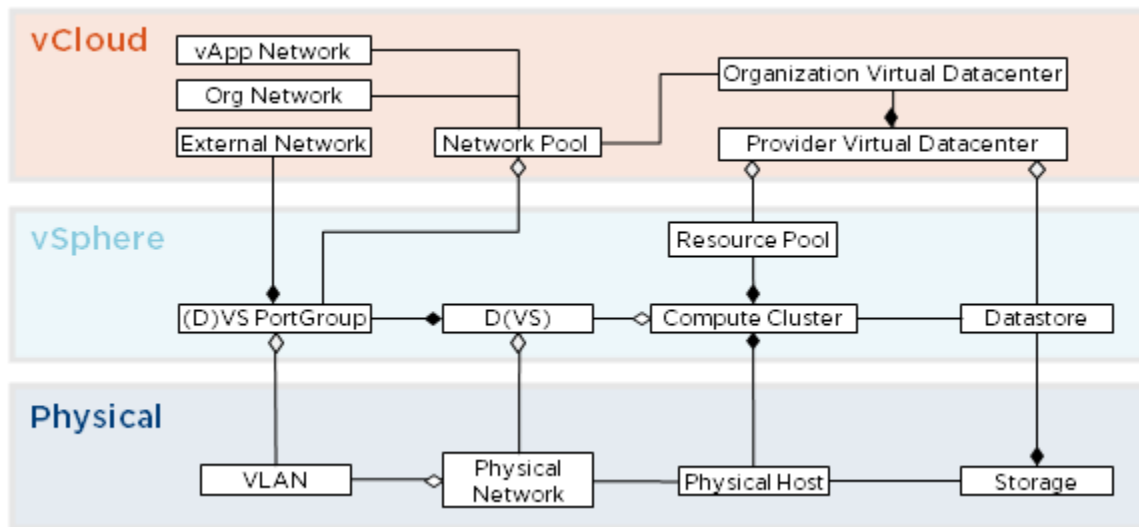 vCloud
vApp Network
Org Network
External Network
Network Pool
Organization Virtual Datacenter
Provider Virtual Datacenter
vSphere
Resource Pool
(D)VS PortGroup
D(VS)
Compute Cluster
Datastore
Physical
VLAN
Physical
Network
Physical Host
Storage